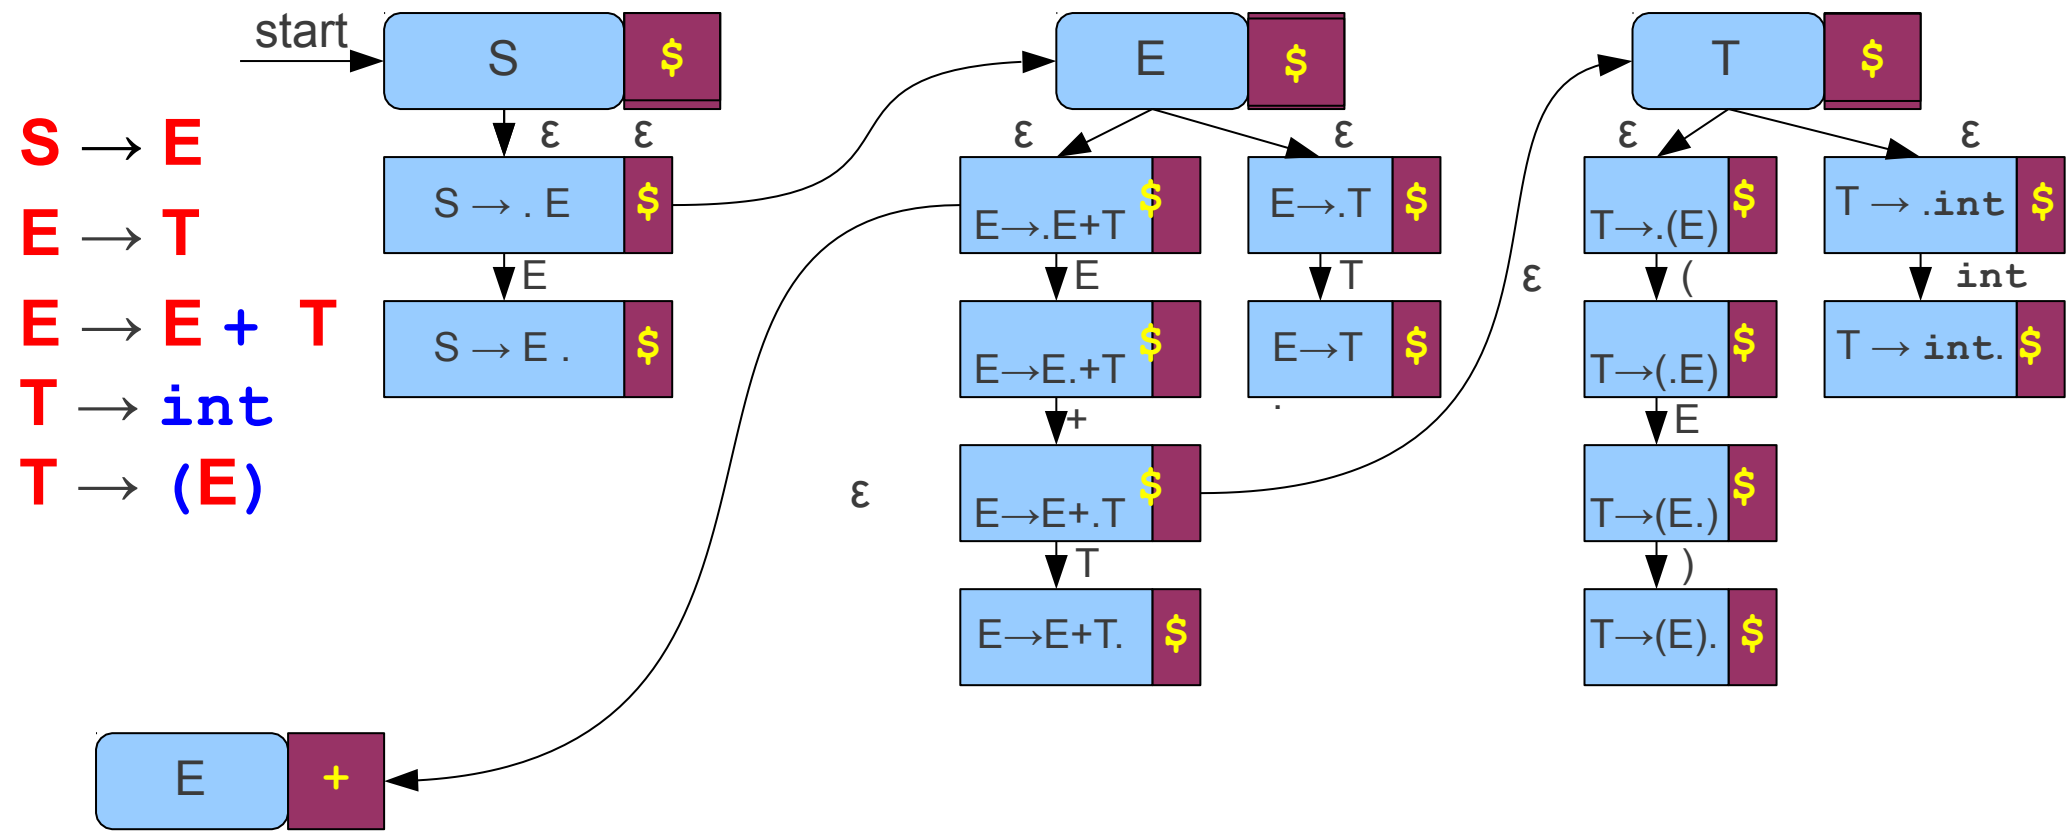 start
S $
E $
T $
S → E
E → T
E → E + T
T → int
T → (E)
ε ε
ε ε
ε ε
S → . E $
E→.E+T $
E→.T $
T→.(E) $
T → .int $
E
E
T
ε
(
int
S → E . $
E→E.+T $
E→T
. $
T→(.E) $
T → int. $
+
E
ε
E→E+.T $
T→(E.) $
T
)
E→E+T. $
T→(E). $
E +